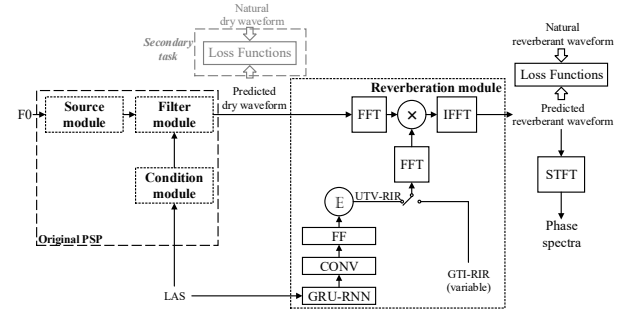 Natural
dry waveform
Secondary
task
Loss Functions
Natural
reverberant waveform
Loss Functions
Predicted
dry waveform
Reverberation module
Predicted
reverberant waveform
F0
Source
module
Filter
module
FFT
×
IFFT
FFT
Condition
module
STFT
E
UTV-RIR
Original PSP
FF
Phase
spectra
CONV
GTI-RIR
(variable)
LAS
GRU-RNN